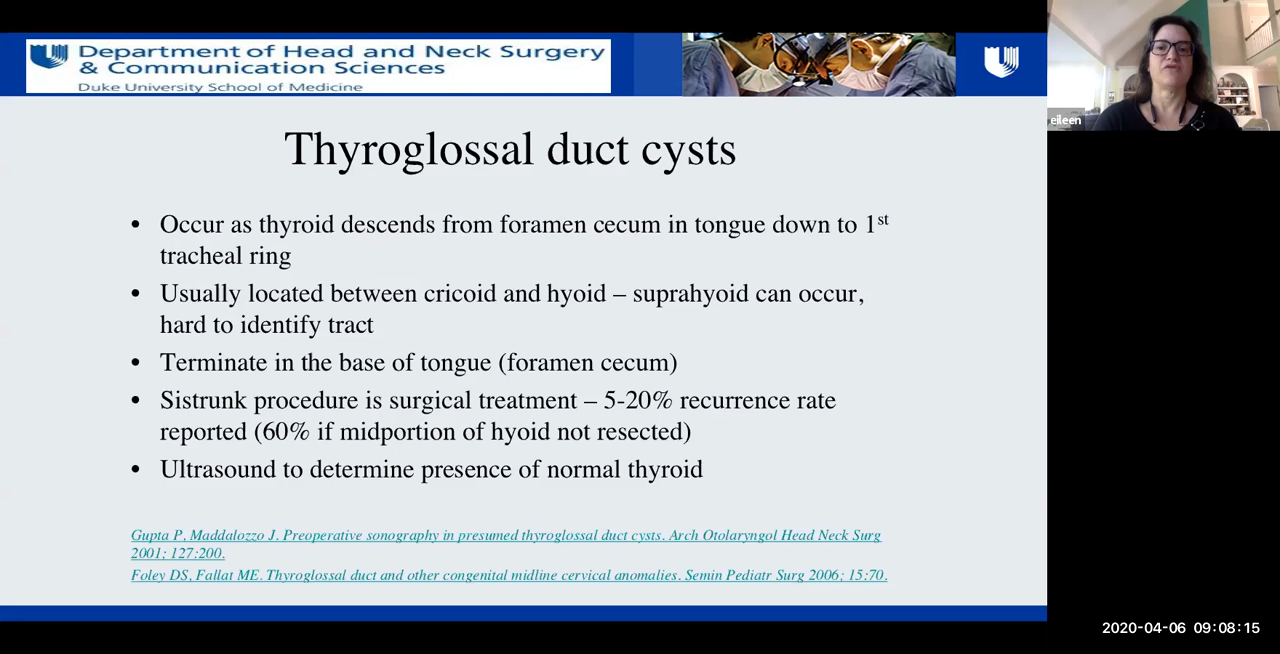 Department of Head and Neck Surgery
& Communication Sciences
Duke University School of Medicine
eileen
Thyroglossal duct cysts
• Occur as thyroid descends from foramen cecum in tongue down to 1st
tracheal ring
• Usually located between cricoid and hyoid – suprahyoid can occur,
hard to identify tract
• Terminate in the base of tongue (foramen cecum)
• Sistrunk procedure is surgical treatment – 5-20% recurrence rate
reported (60% if midportion of hyoid not resected)
• Ultrasound to determine presence of normal thyroid
Gupta P, Maddalozzo J. Preoperative sonography in presumed thyroglossal duct cysts. Arch Otolaryngol Head Neck Surg
2001; 127:200.
Foley DS, Fallat ME. Thyroglossal duct and other congenital midline cervical anomalies. Semin Pediatr Surg 2006; 15:70.
2020-04-06 09:08:15